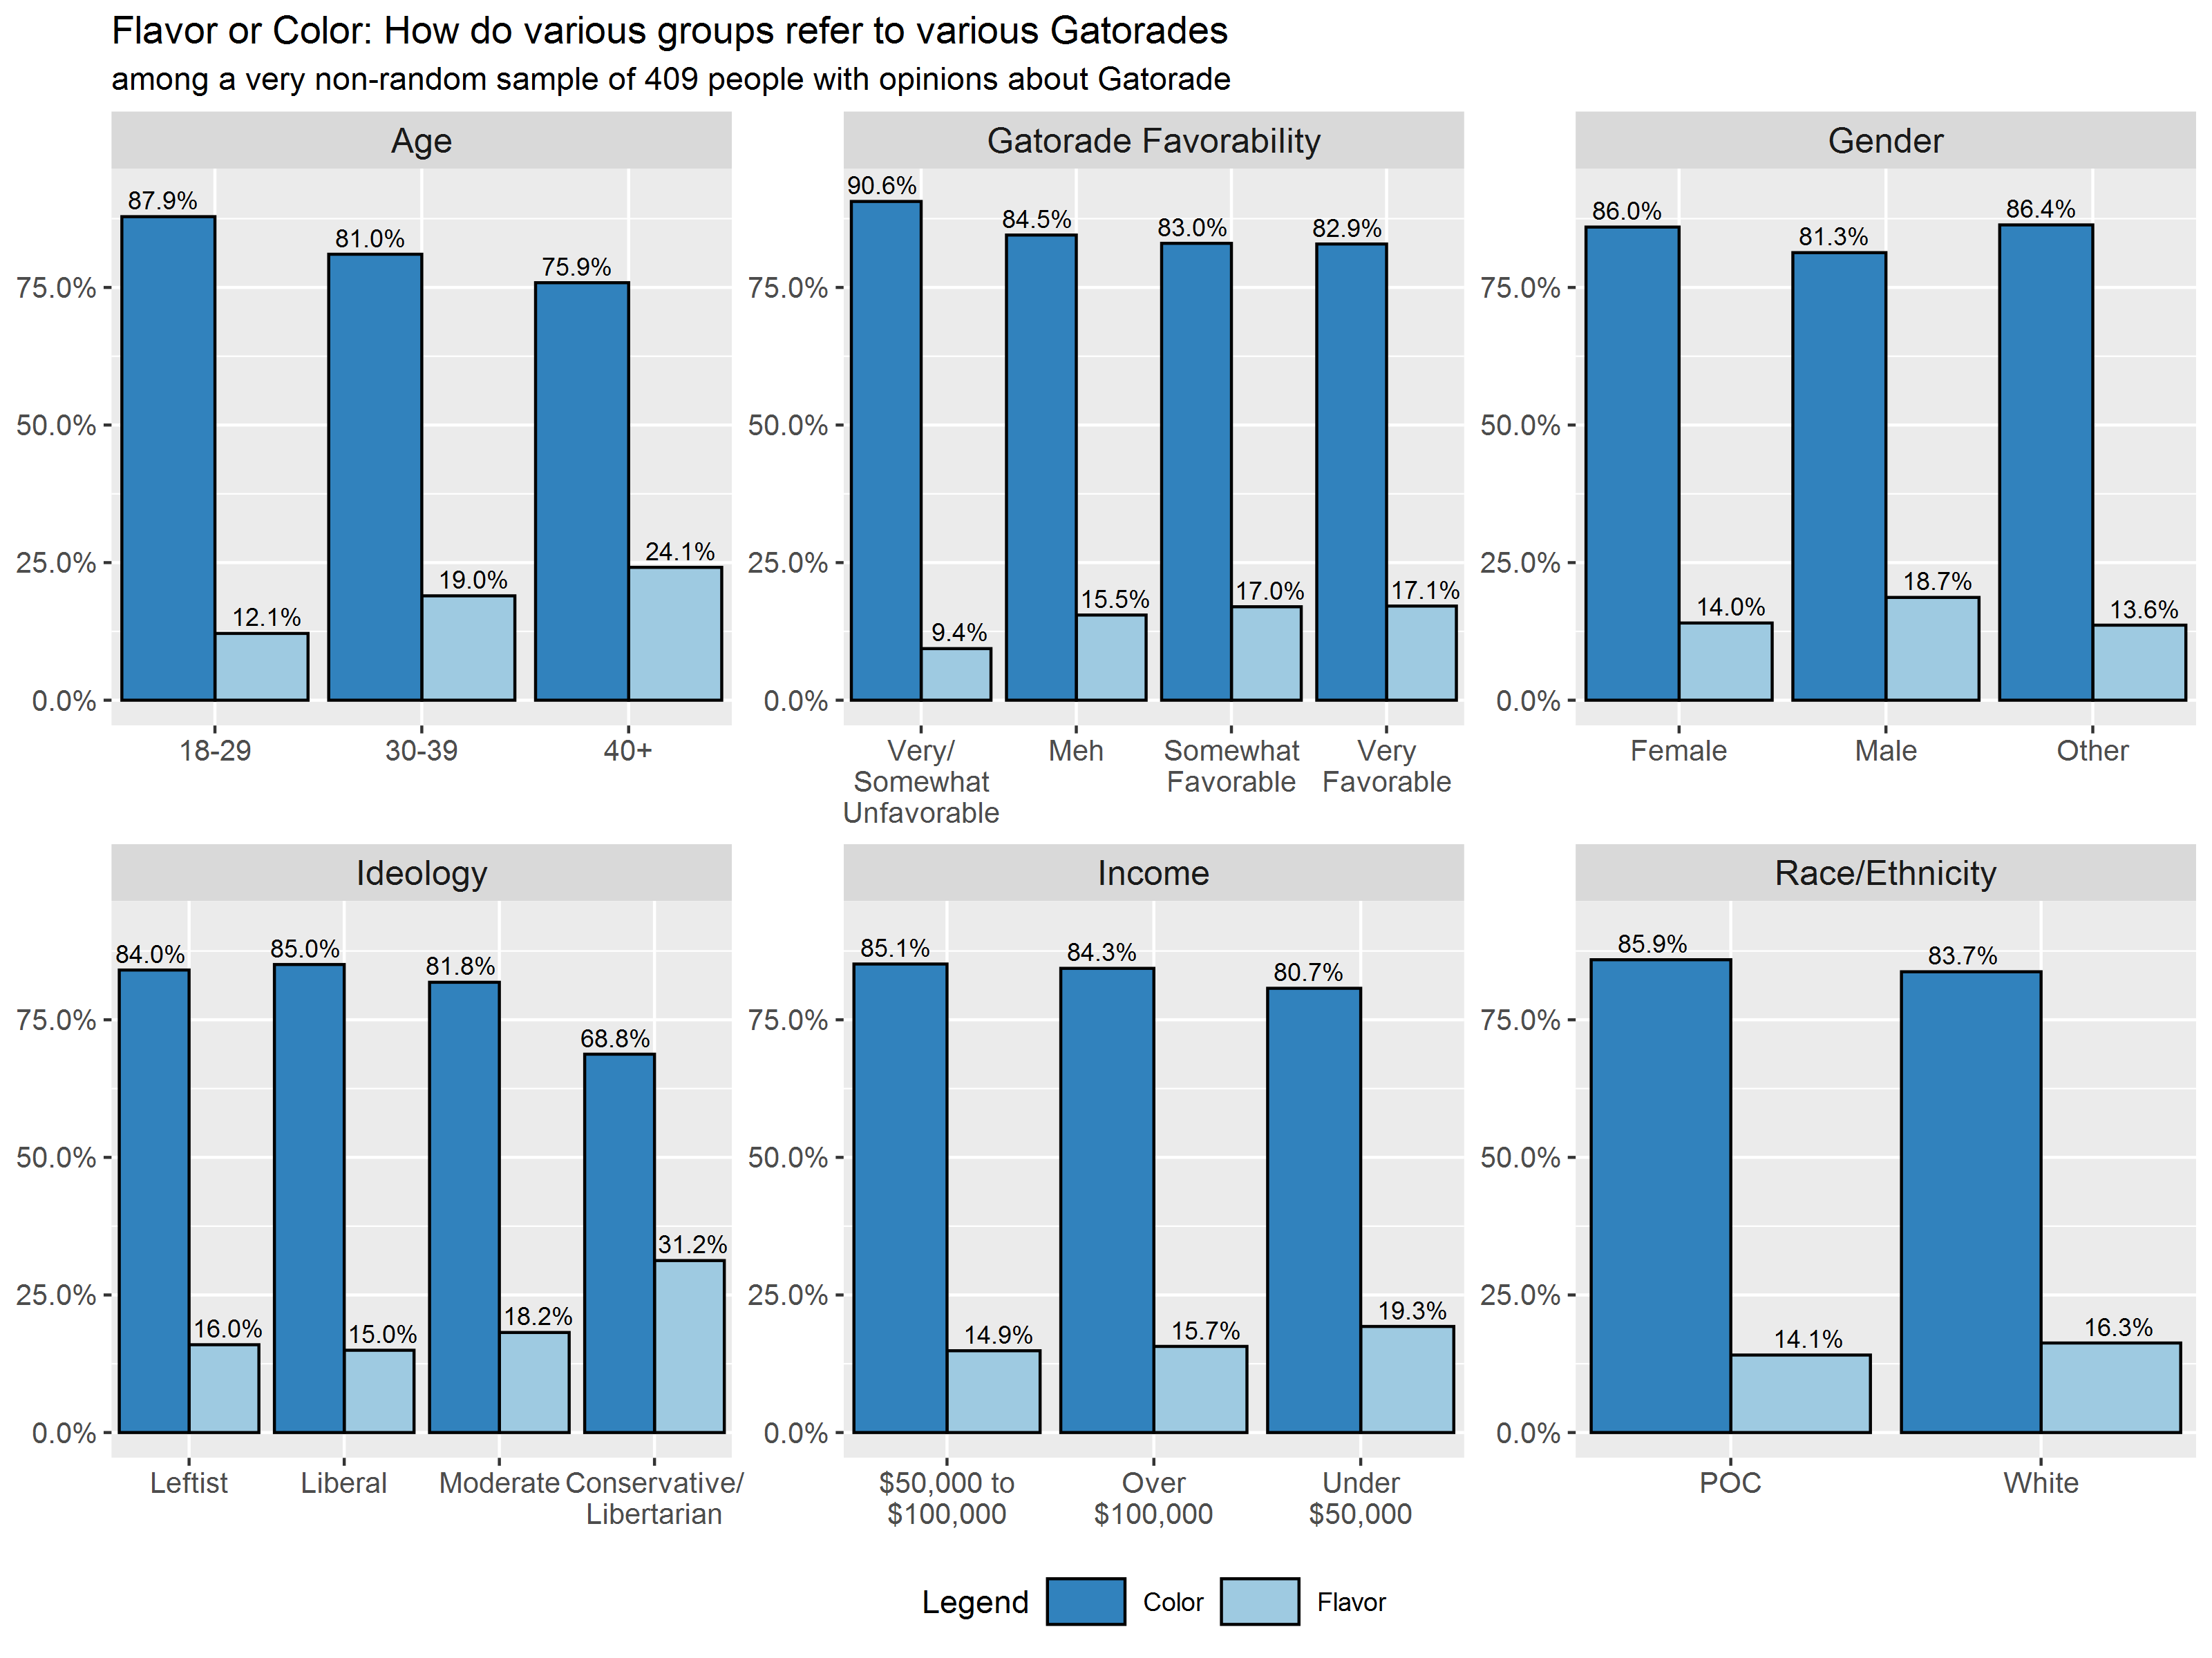 Flavor or Color: How do various groups refer to various Gatorades
among a very non-random sample of 409 people with opinions about Gatorade
Age
87.9%
81.0%
75.9%
12.1%
19.0%
24.1%
75.0%
50.0%
25.0%
0.0%
18-29
30-39
40+
Gatorade Favorability
90.6%
84.5%
83.0%
82.9%
9.4%
15.5%
17.0%
17.1%
75.0%
50.0%
25.0%
0.0%
Very/
Somewhat
Unfavorable
Meh
Somewhat
Favorable
Very
Favorable
Gender
86.0%
81.3%
86.4%
14.0%
18.7%
13.6%
75.0%
50.0%
25.0%
0.0%
Female
Male
Other
Ideology
84.0%
85.0%
81.8%
68.8%
16.0%
15.0%
18.2%
31.2%
75.0%
50.0%
25.0%
0.0%
Leftist
Liberal
Moderate
Conservative/
Libertarian
Income
85.1%
84.3%
80.7%
14.9%
15.7%
19.3%
75.0%
50.0%
25.0%
0.0%
$50,000 to
$100,000
Over
$100,000
Under
$50,000
Race/Ethnicity
85.9%
83.7%
14.1%
16.3%
75.0%
50.0%
25.0%
0.0%
POC
White
Legend
Color
Flavor